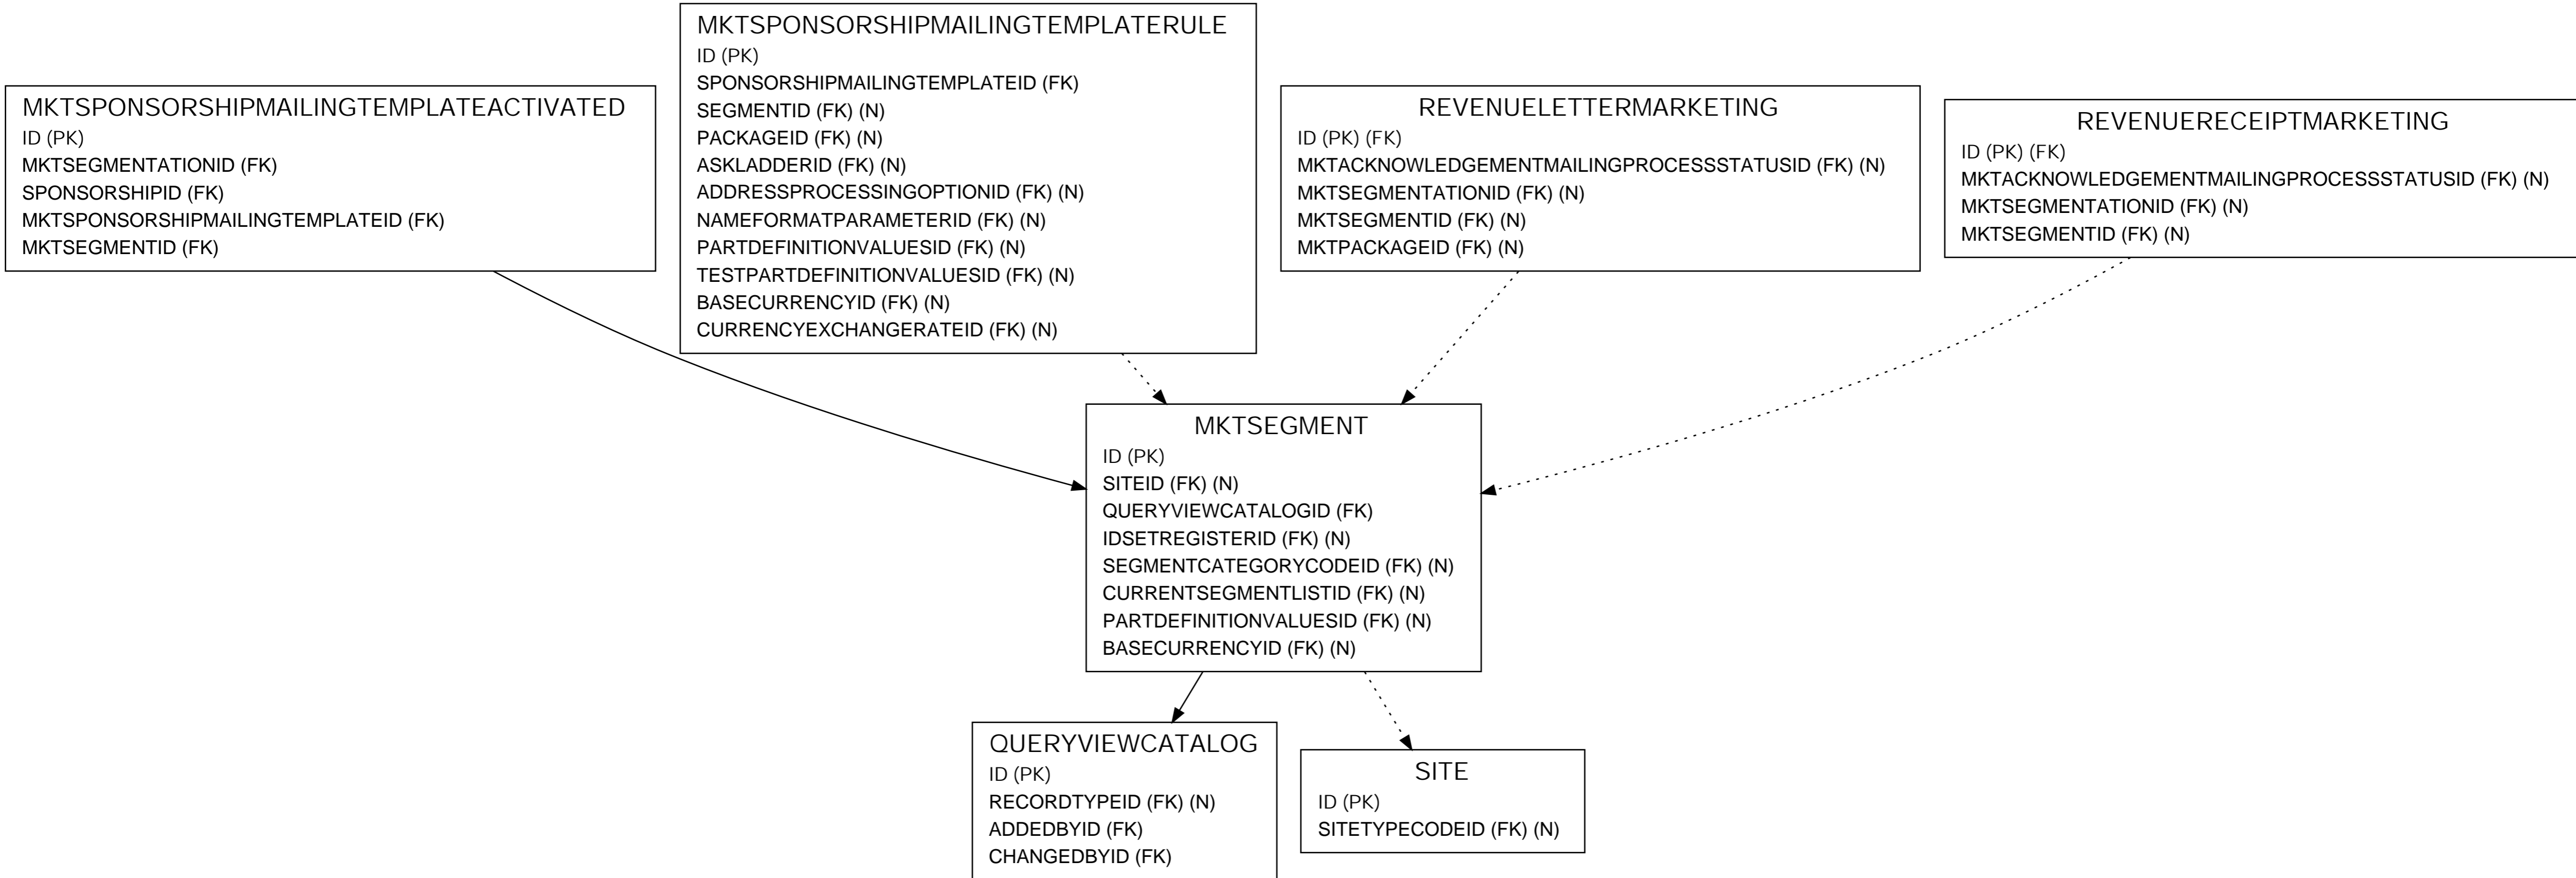 MKTSPONSORSHIPMAILINGTEMPLATEACTIVATED
ID (PK)
MKTSEGMENTATIONID (FK)
SPONSORSHIPID (FK)
MKTSPONSORSHIPMAILINGTEMPLATEID (FK)
MKTSEGMENTID (FK)
MKTSPONSORSHIPMAILINGTEMPLATERULE
ID (PK)
SPONSORSHIPMAILINGTEMPLATEID (FK)
SEGMENTID (FK) (N)
PACKAGEID (FK) (N)
ASKLADDERID (FK) (N)
ADDRESSPROCESSINGOPTIONID (FK) (N)
NAMEFORMATPARAMETERID (FK) (N)
PARTDEFINITIONVALUESID (FK) (N)
TESTPARTDEFINITIONVALUESID (FK) (N)
BASECURRENCYID (FK) (N)
CURRENCYEXCHANGERATEID (FK) (N)
REVENUELETTERMARKETING
ID (PK) (FK)
MKTACKNOWLEDGEMENTMAILINGPROCESSSTATUSID (FK) (N)
MKTSEGMENTATIONID (FK) (N)
MKTSEGMENTID (FK) (N)
MKTPACKAGEID (FK) (N)
REVENUERECEIPTMARKETING
ID (PK) (FK)
MKTACKNOWLEDGEMENTMAILINGPROCESSSTATUSID (FK) (N)
MKTSEGMENTATIONID (FK) (N)
MKTSEGMENTID (FK) (N)
MKTSEGMENT
ID (PK)
SITEID (FK) (N)
QUERYVIEWCATALOGID (FK)
IDSETREGISTERID (FK) (N)
SEGMENTCATEGORYCODEID (FK) (N)
CURRENTSEGMENTLISTID (FK) (N)
PARTDEFINITIONVALUESID (FK) (N)
BASECURRENCYID (FK) (N)
QUERYVIEWCATALOG
ID (PK)
RECORDTYPEID (FK) (N)
ADDEDBYID (FK)
CHANGEDBYID (FK)
SITE
ID (PK)
SITETYPECODEID (FK) (N)